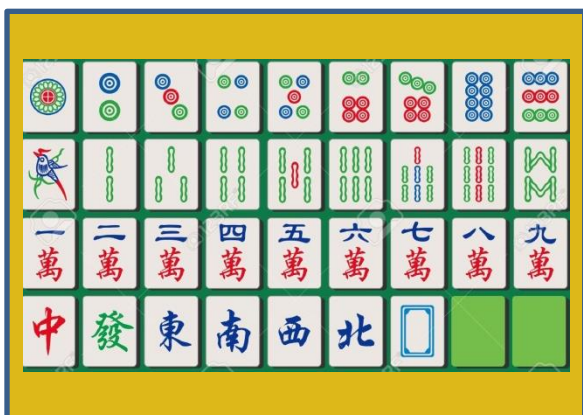 一 二 三 四 五 六 七 八 九
萬 萬 萬 萬 萬 萬 萬 萬 萬
中 發 東 南 西 北